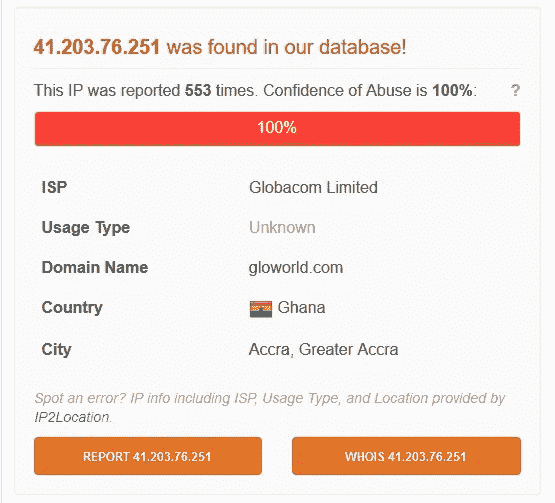 41.203.76.251 was found in our database!
This IP was reported 553 times. Confidence of Abuse is 100%: ?
100%
ISP Globacom Limited
Usage Type Unknown
Domain Name gloworld.com
Country Ghana
City Accra, Greater Accra
Spot an error? IP info including ISP, Usage Type, and Location provided by
IP2Location.
REPORT 41.203.76.251 WHOIS 41.203.76.251